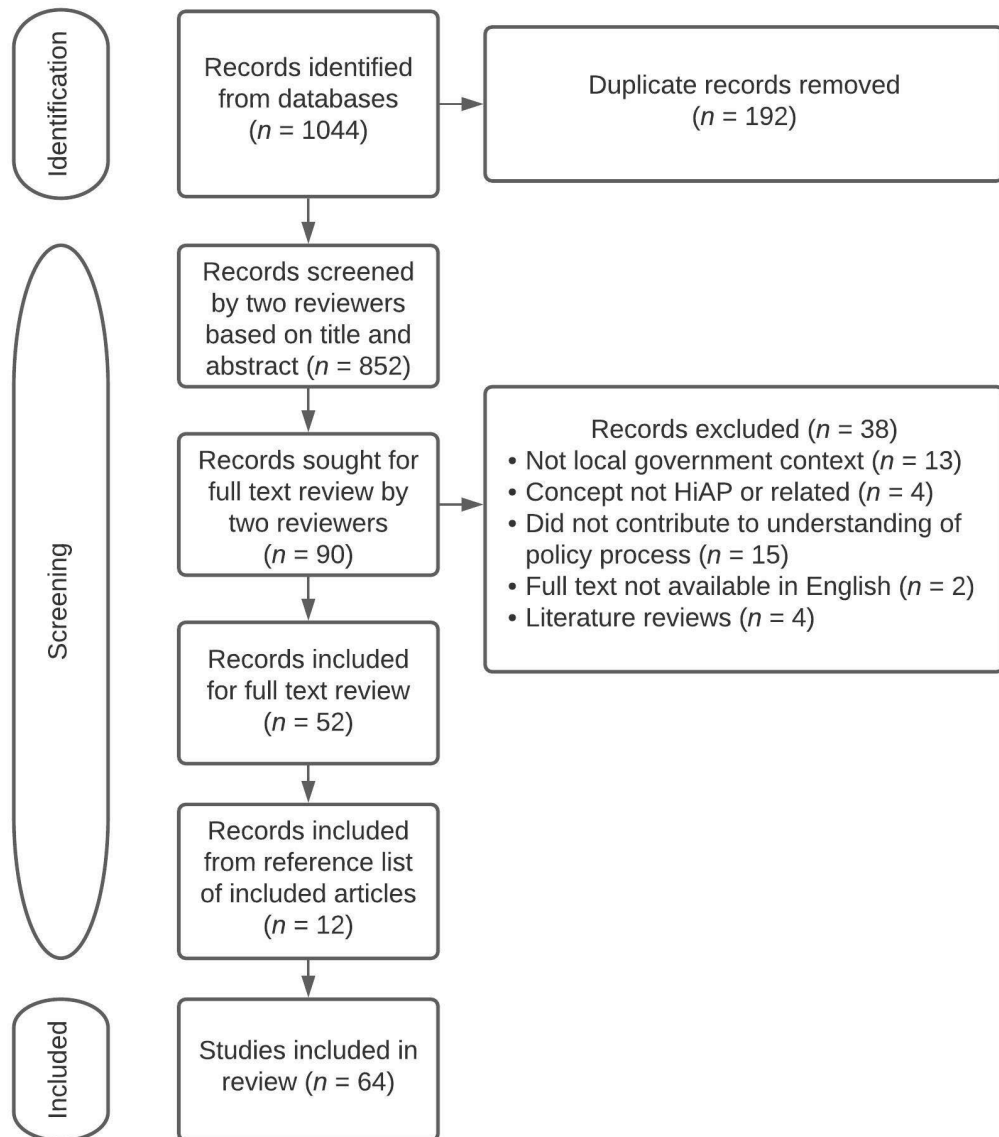 Identification
Records identified
from databases
(n = 1044)
Duplicate records removed
(n = 192)
Screening
Records screened
by two reviewers
based on title and
abstract (n = 852)
Records sought for
full text review by
two reviewers
(n = 90)
Records excluded (n = 38)
• Not local government context (n = 13)
• Concept not HiAP or related (n = 4)
• Did not contribute to understanding of
policy process (n = 15)
• Full text not available in English (n = 2)
• Literature reviews (n = 4)
Records included
for full text review
(n = 52)
Records included
from reference list
of included articles
(n = 12)
Included
Studies included in
review (n = 64)